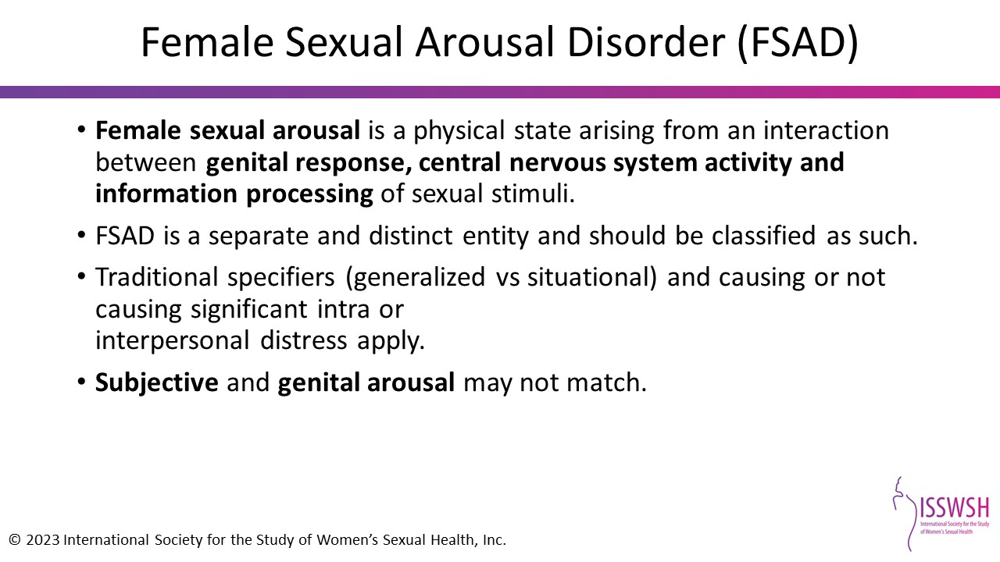 Female Sexual Arousal Disorder (FSAD)
• Female sexual arousal is a physical state arising from an interaction
between genital response, central nervous system activity and
information processing of sexual stimuli.
• FSAD is a separate and distinct entity and should be classified as such.
• Traditional specifiers (generalized vs situational) and causing or not
causing significant intra or
interpersonal distress apply.
• Subjective and genital arousal may not match.
ISSWSH
International Society for the Study
of Women's Sexual Health
© 2023 International Society for the Study of Women’s Sexual Health, Inc.